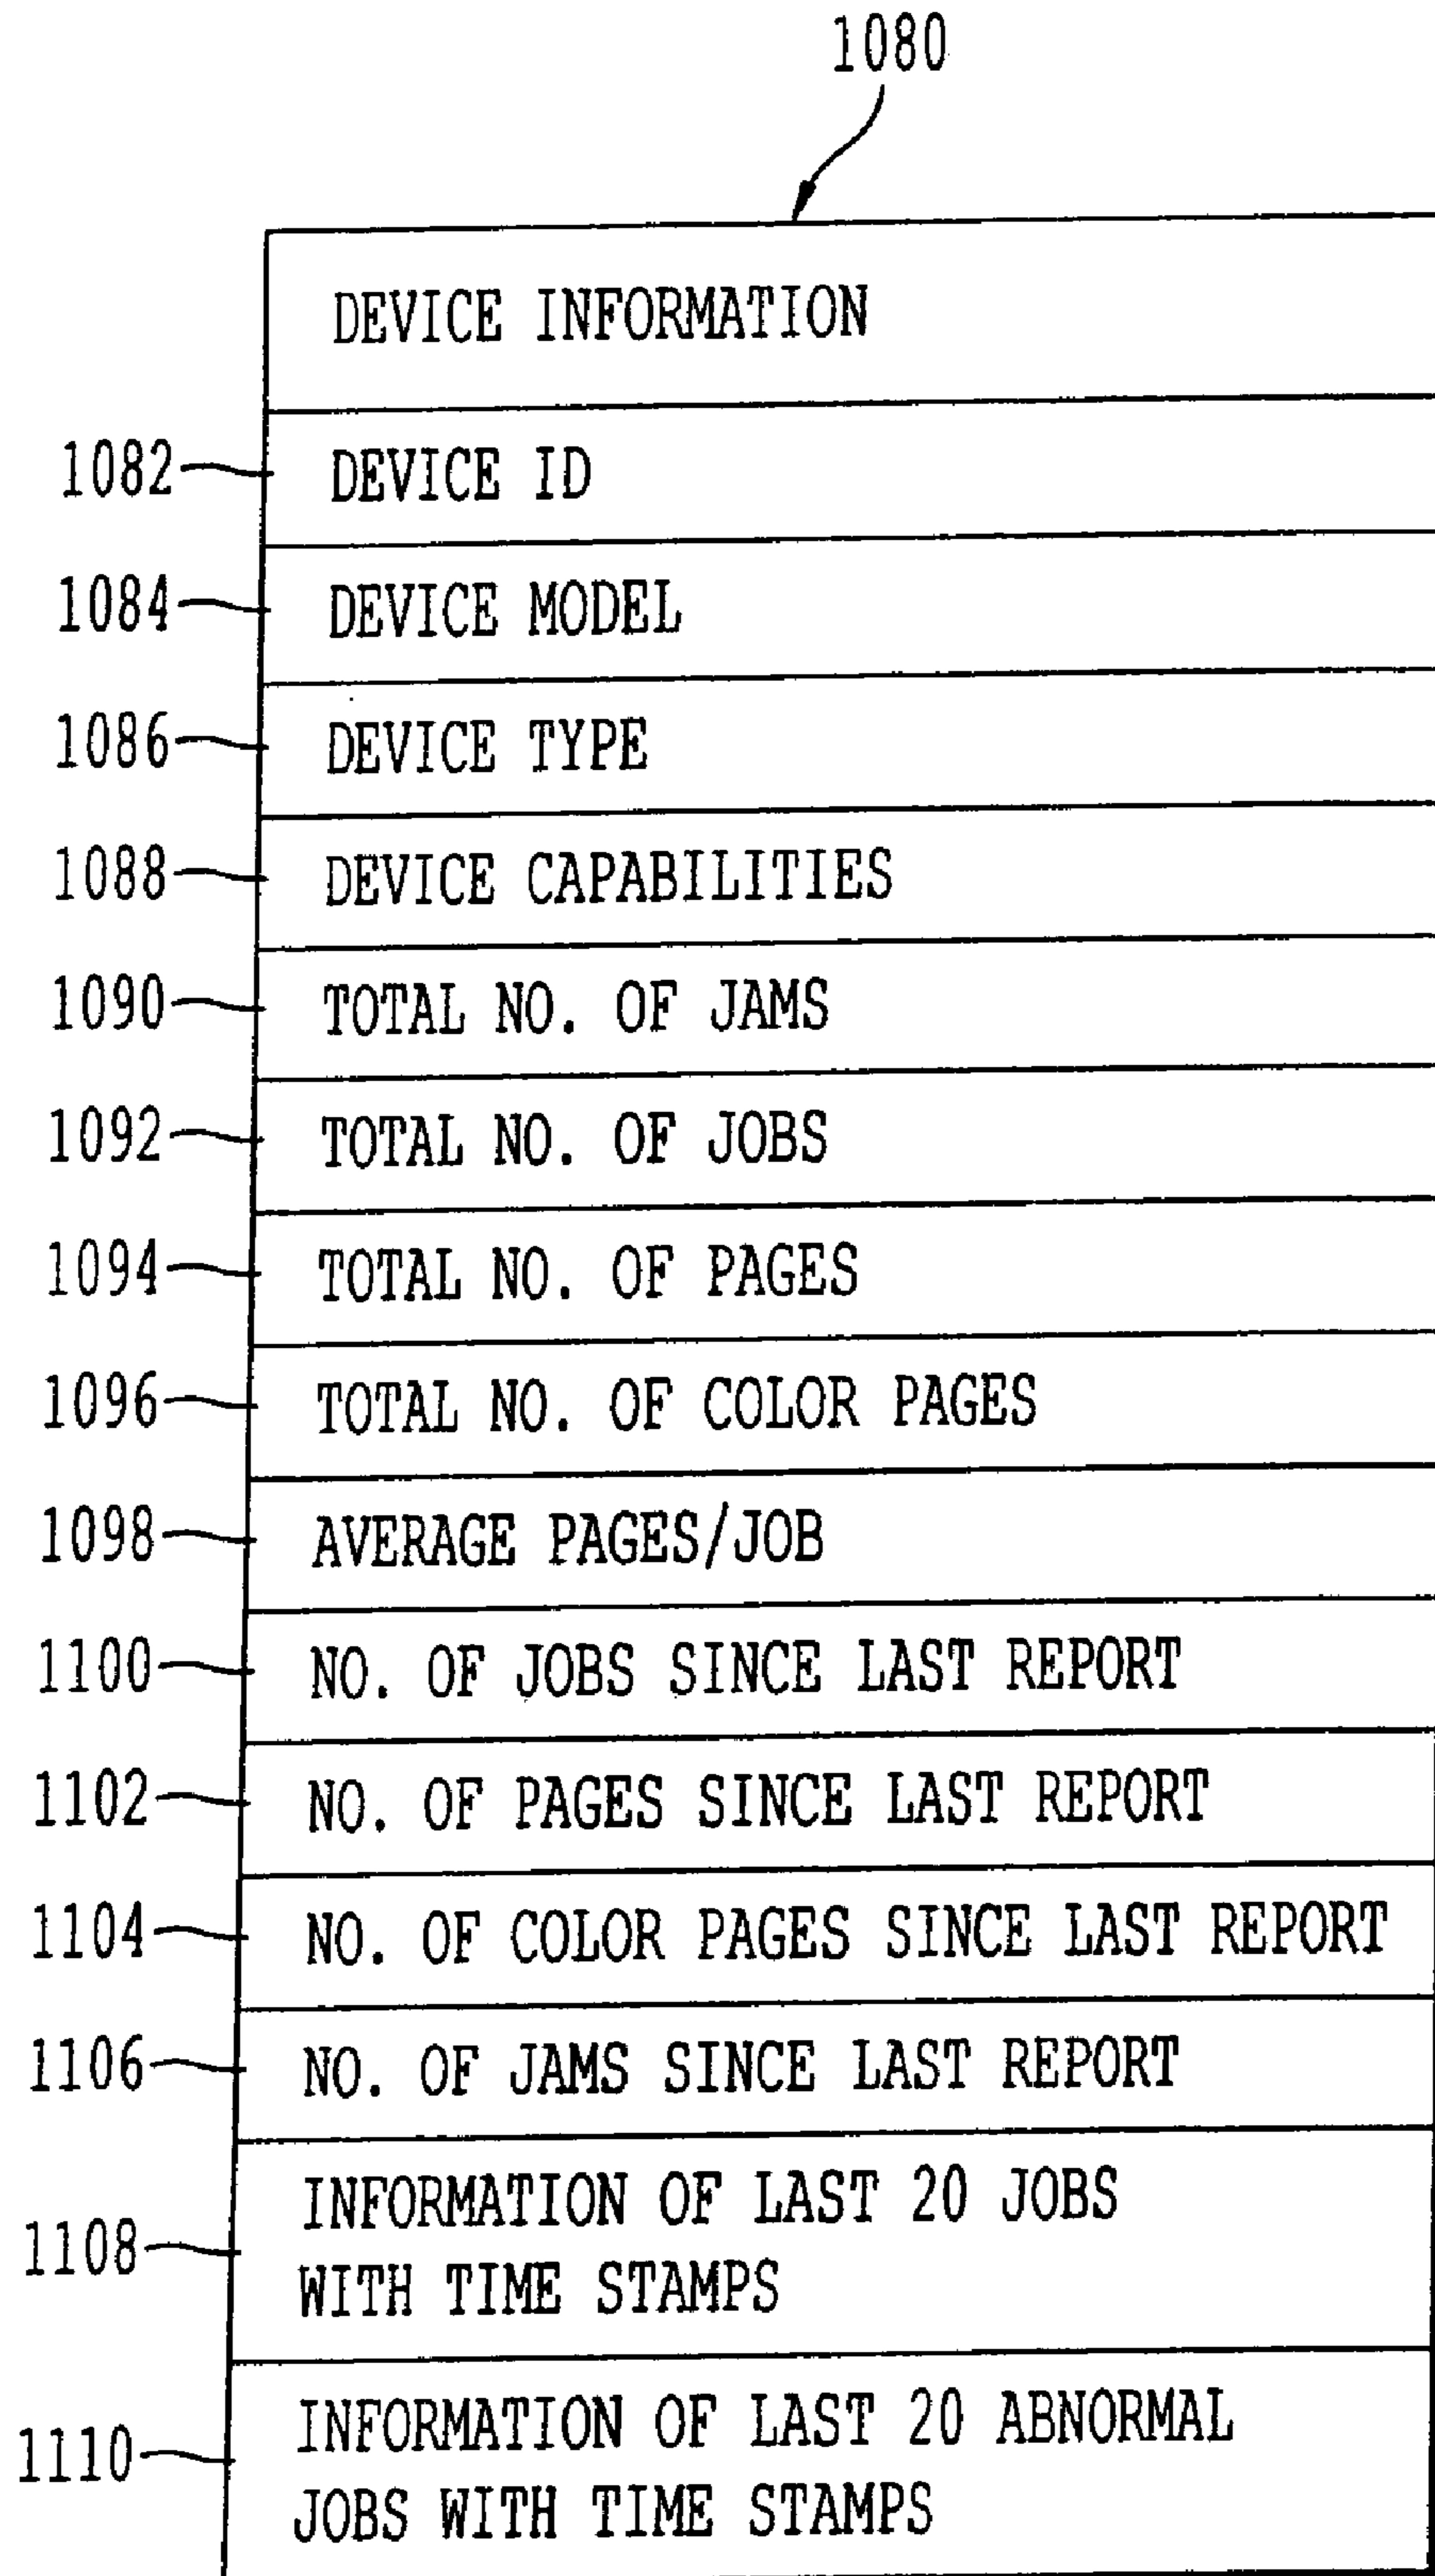 1080
DEVICE INFORMATION
1082 DEVICE ID
1084 DEVICE MODEL
1086 DEVICE TYPE
1088 DEVICE CAPABILITIES
1090 TOTAL NO. OF JAMS
1092 TOTAL NO. OF JOBS
1094 TOTAL NO. OF PAGES
1096 TOTAL NO. OF COLOR PAGES
1098 AVERAGE PAGES/JOB
1100 NO. OF JOBS SINCE LAST REPORT
1102 NO. OF PAGES SINCE LAST REPORT
1104 NO. OF COLOR PAGES SINCE LAST REPORT
1106 NO. OF JAMS SINCE LAST REPORT
1108 INFORMATION OF LAST 20 JOBS
WITH TIME STAMPS
1110 INFORMATION OF LAST 20 ABNORMAL
JOBS WITH TIME STAMPS